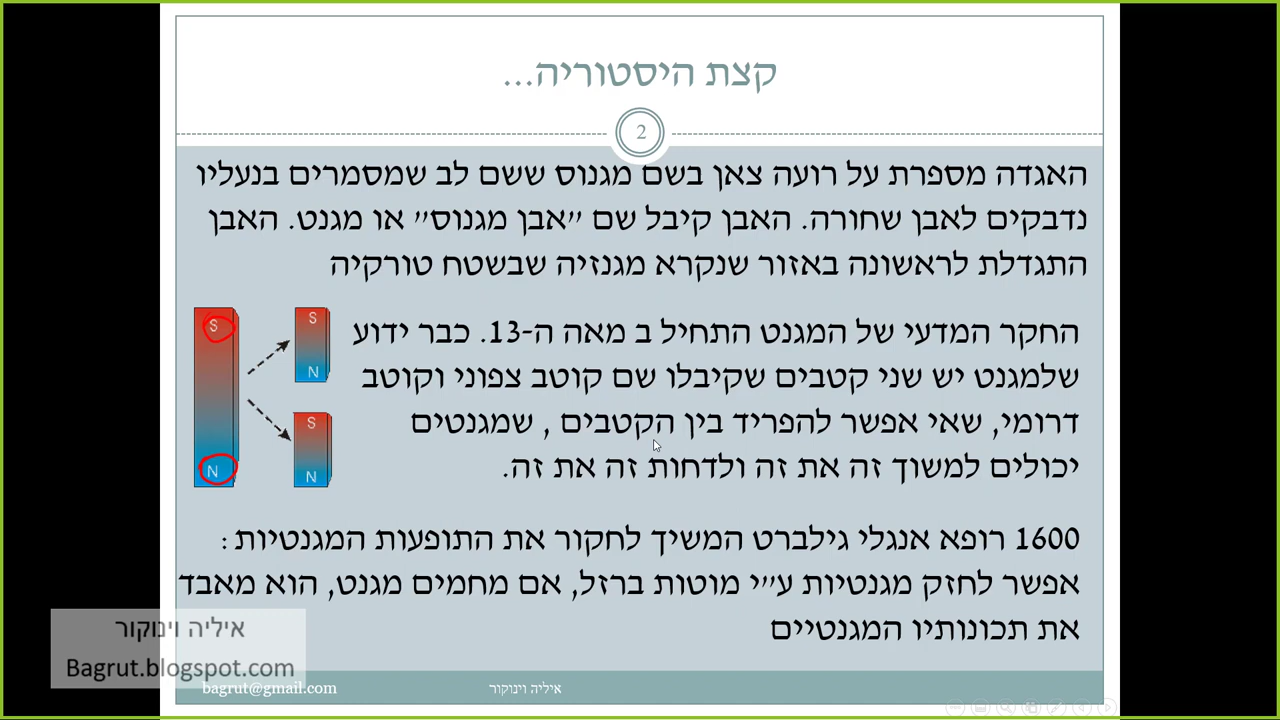 קצת היסטוריה...
2
האגדה מספרת על רועה צאן בשם מגנוס ששם לב שמסמרים בנעליו
נדבקים לאבן שחורה. האבן קיבל שם "אבן מגנוס" או מגנט. האבן
התגדלת לראשונה באזור שנקרא מגנזיה שבשטח טורקיה
החקר המדעי של המגנט התחיל ב מאה ה-13. כבר ידוע
שלמגנט יש שני קטבים שקיבלו שם קוטב צפוני וקוטב
דרומי, שאי אפשר להפריד בין הקטבים , שמגנטים
יכולים למשוך זה את זה ולדחות זה את זה.
S
N
S
N
S
N
1600 רופא אנגלי גילברט המשיך לחקור את התופעות המגנטיות :
אפשר לחזק מגנטיות ע"י מוטות ברזל, אם מחמים מגנט, הוא מאבד
את תכונותיו המגנטיים
איליה וינוקור
Bagrut.blogspot.com
איליה וינוקור
bagrut@gmail.com